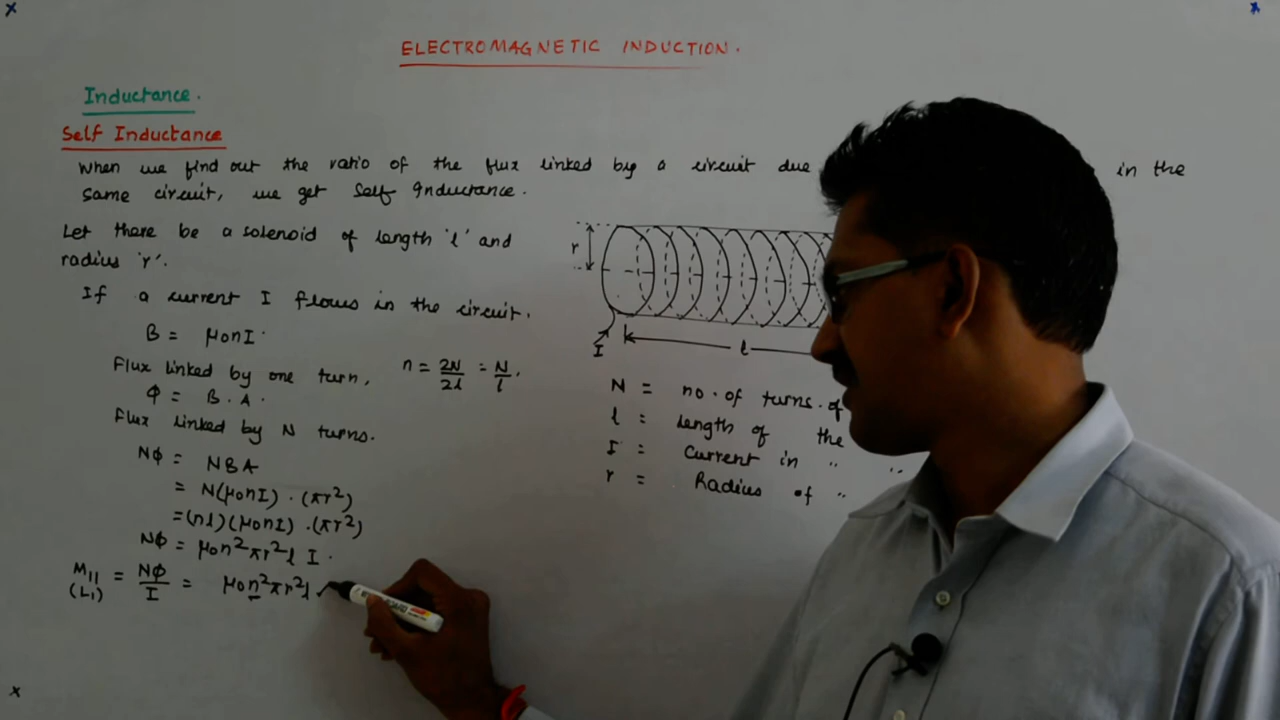 ELECTROMAGNETIC INDUCTION.
Inductance.
Self Inductance
When we find out the ratio of the flux linked by a circuit due in the
same circuit, we get Self Inductance.
Let there be a solenoid of length 'l' and
radius 'r'.
If a current I flows in the circuit.
B = μ₀nI.
Flux linked by one turn,
n = 2N/2l = N/l.
Φ = B.A.
Flux linked by N turns.
NΦ = NBA
= N(μ₀nI).(πr²)
=(nl)(μ₀nI).(πr²)
NΦ = μ₀n²πr²l I.
M₁₁ (L₁) = NΦ/I = μ₀n²πr²l
r
I
l
N = no. of turns of
l = length of the
I = Current in " "
r = Radius of "